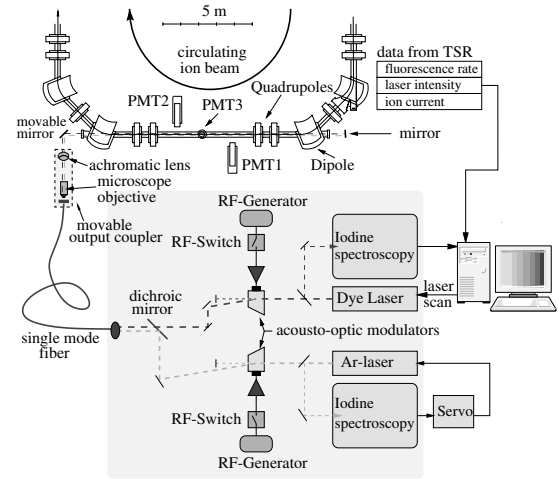 5 m
circulating
ion beam
data from TSR
fluorescence rate
laser intensity
ion current
PMT2
PMT3
Quadrupoles
movable
mirror
mirror
PMT1
Dipole
achromatic lens
microscope
objective
movable
output coupler
RF-Generator
RF-Switch
Iodine
spectroscopy
dichroic
mirror
Dye Laser
laser
scan
single mode
fiber
acousto-optic modulators
Ar-laser
RF-Switch
Iodine
spectroscopy
Servo
RF-Generator